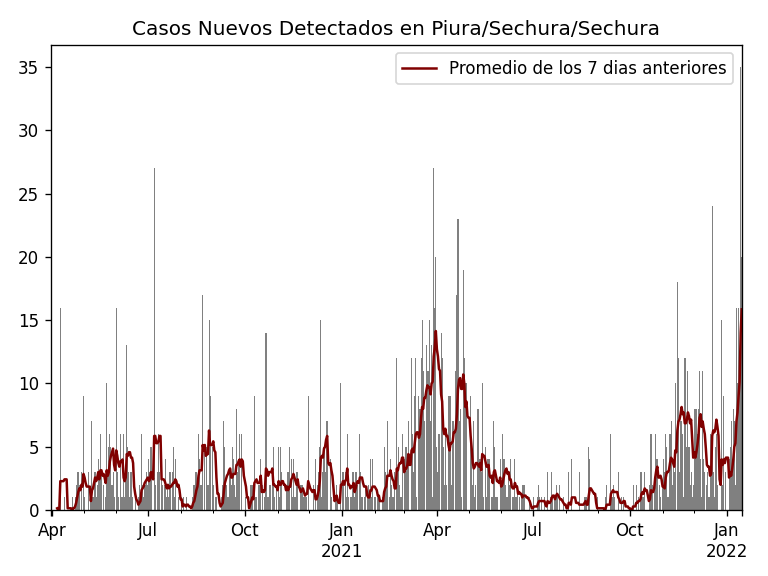 Casos Nuevos Detectados en Piura/Sechura/Sechura
Promedio de los 7 dias anteriores
35
30
25
20
15
10
5
0
Apr
Jul
Oct
Jan
2021
Apr
Jul
Oct
Jan
2022